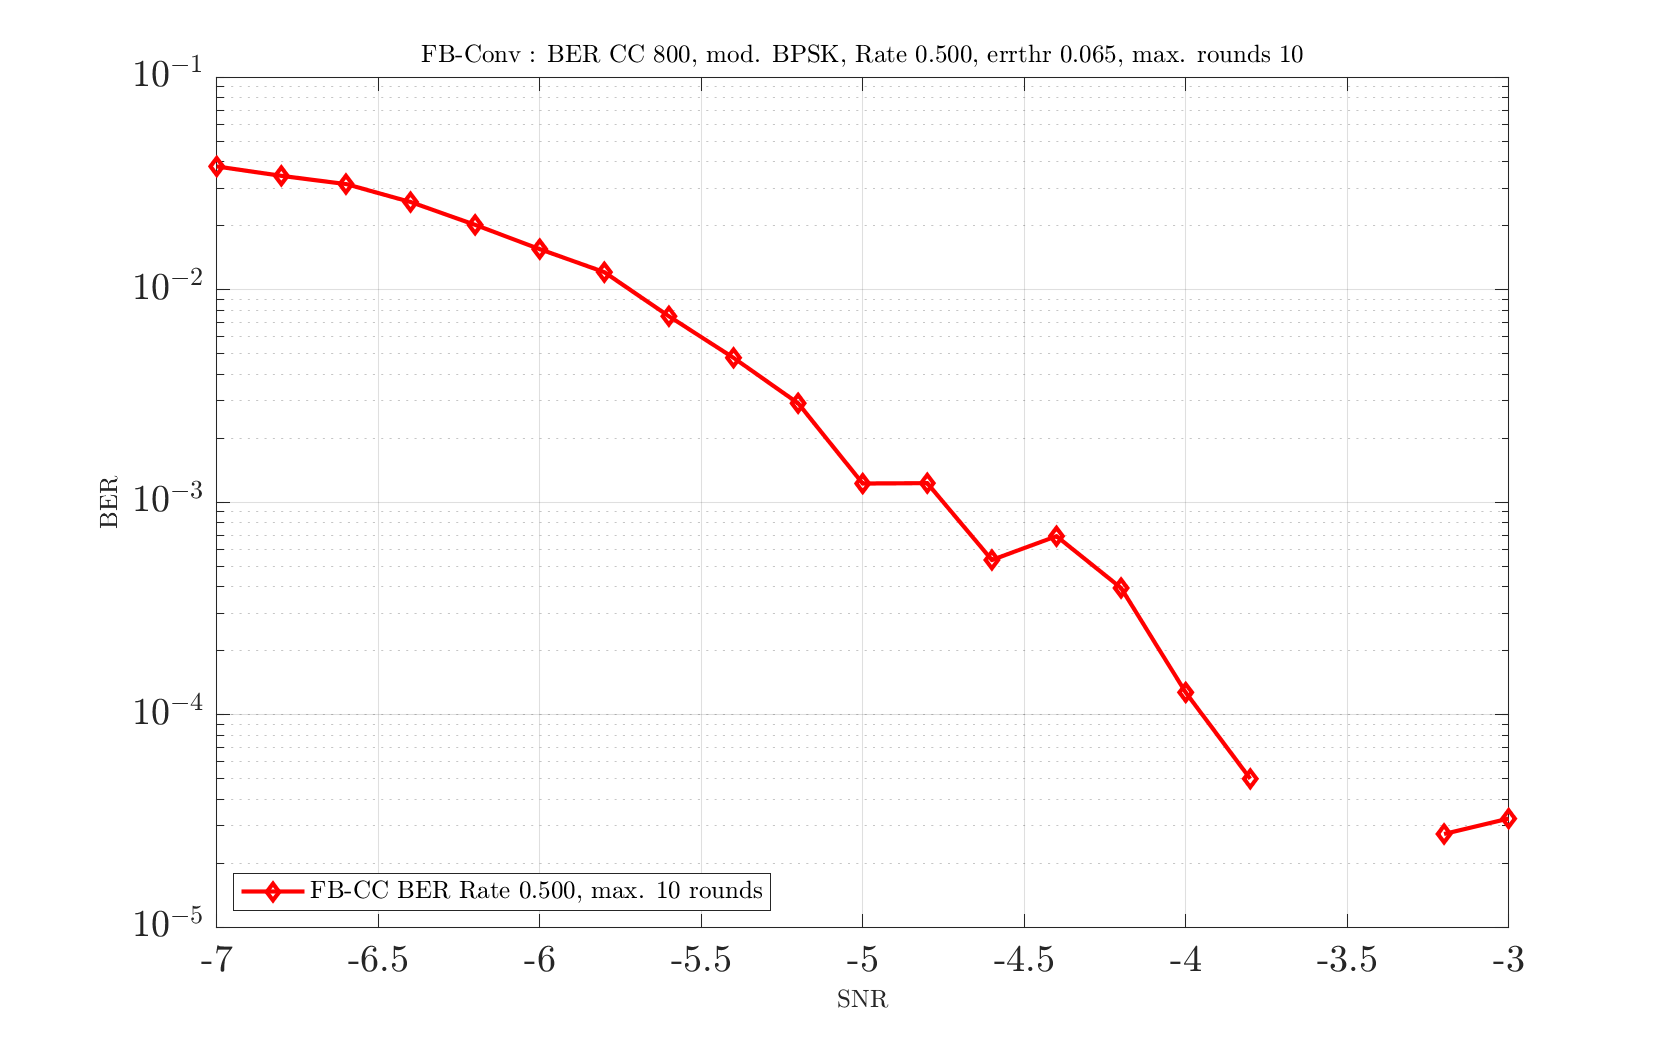 FB-Conv : BER CC 800, mod. BPSK, Rate 0.500, errthr 0.065, max. rounds 10
10^{-1}
10^{-2}
10^{-3}
10^{-4}
10^{-5}
BER
FB-CC BER Rate 0.500, max. 10 rounds
-7 -6.5 -6 -5.5 -5 -4.5 -4 -3.5 -3
SNR